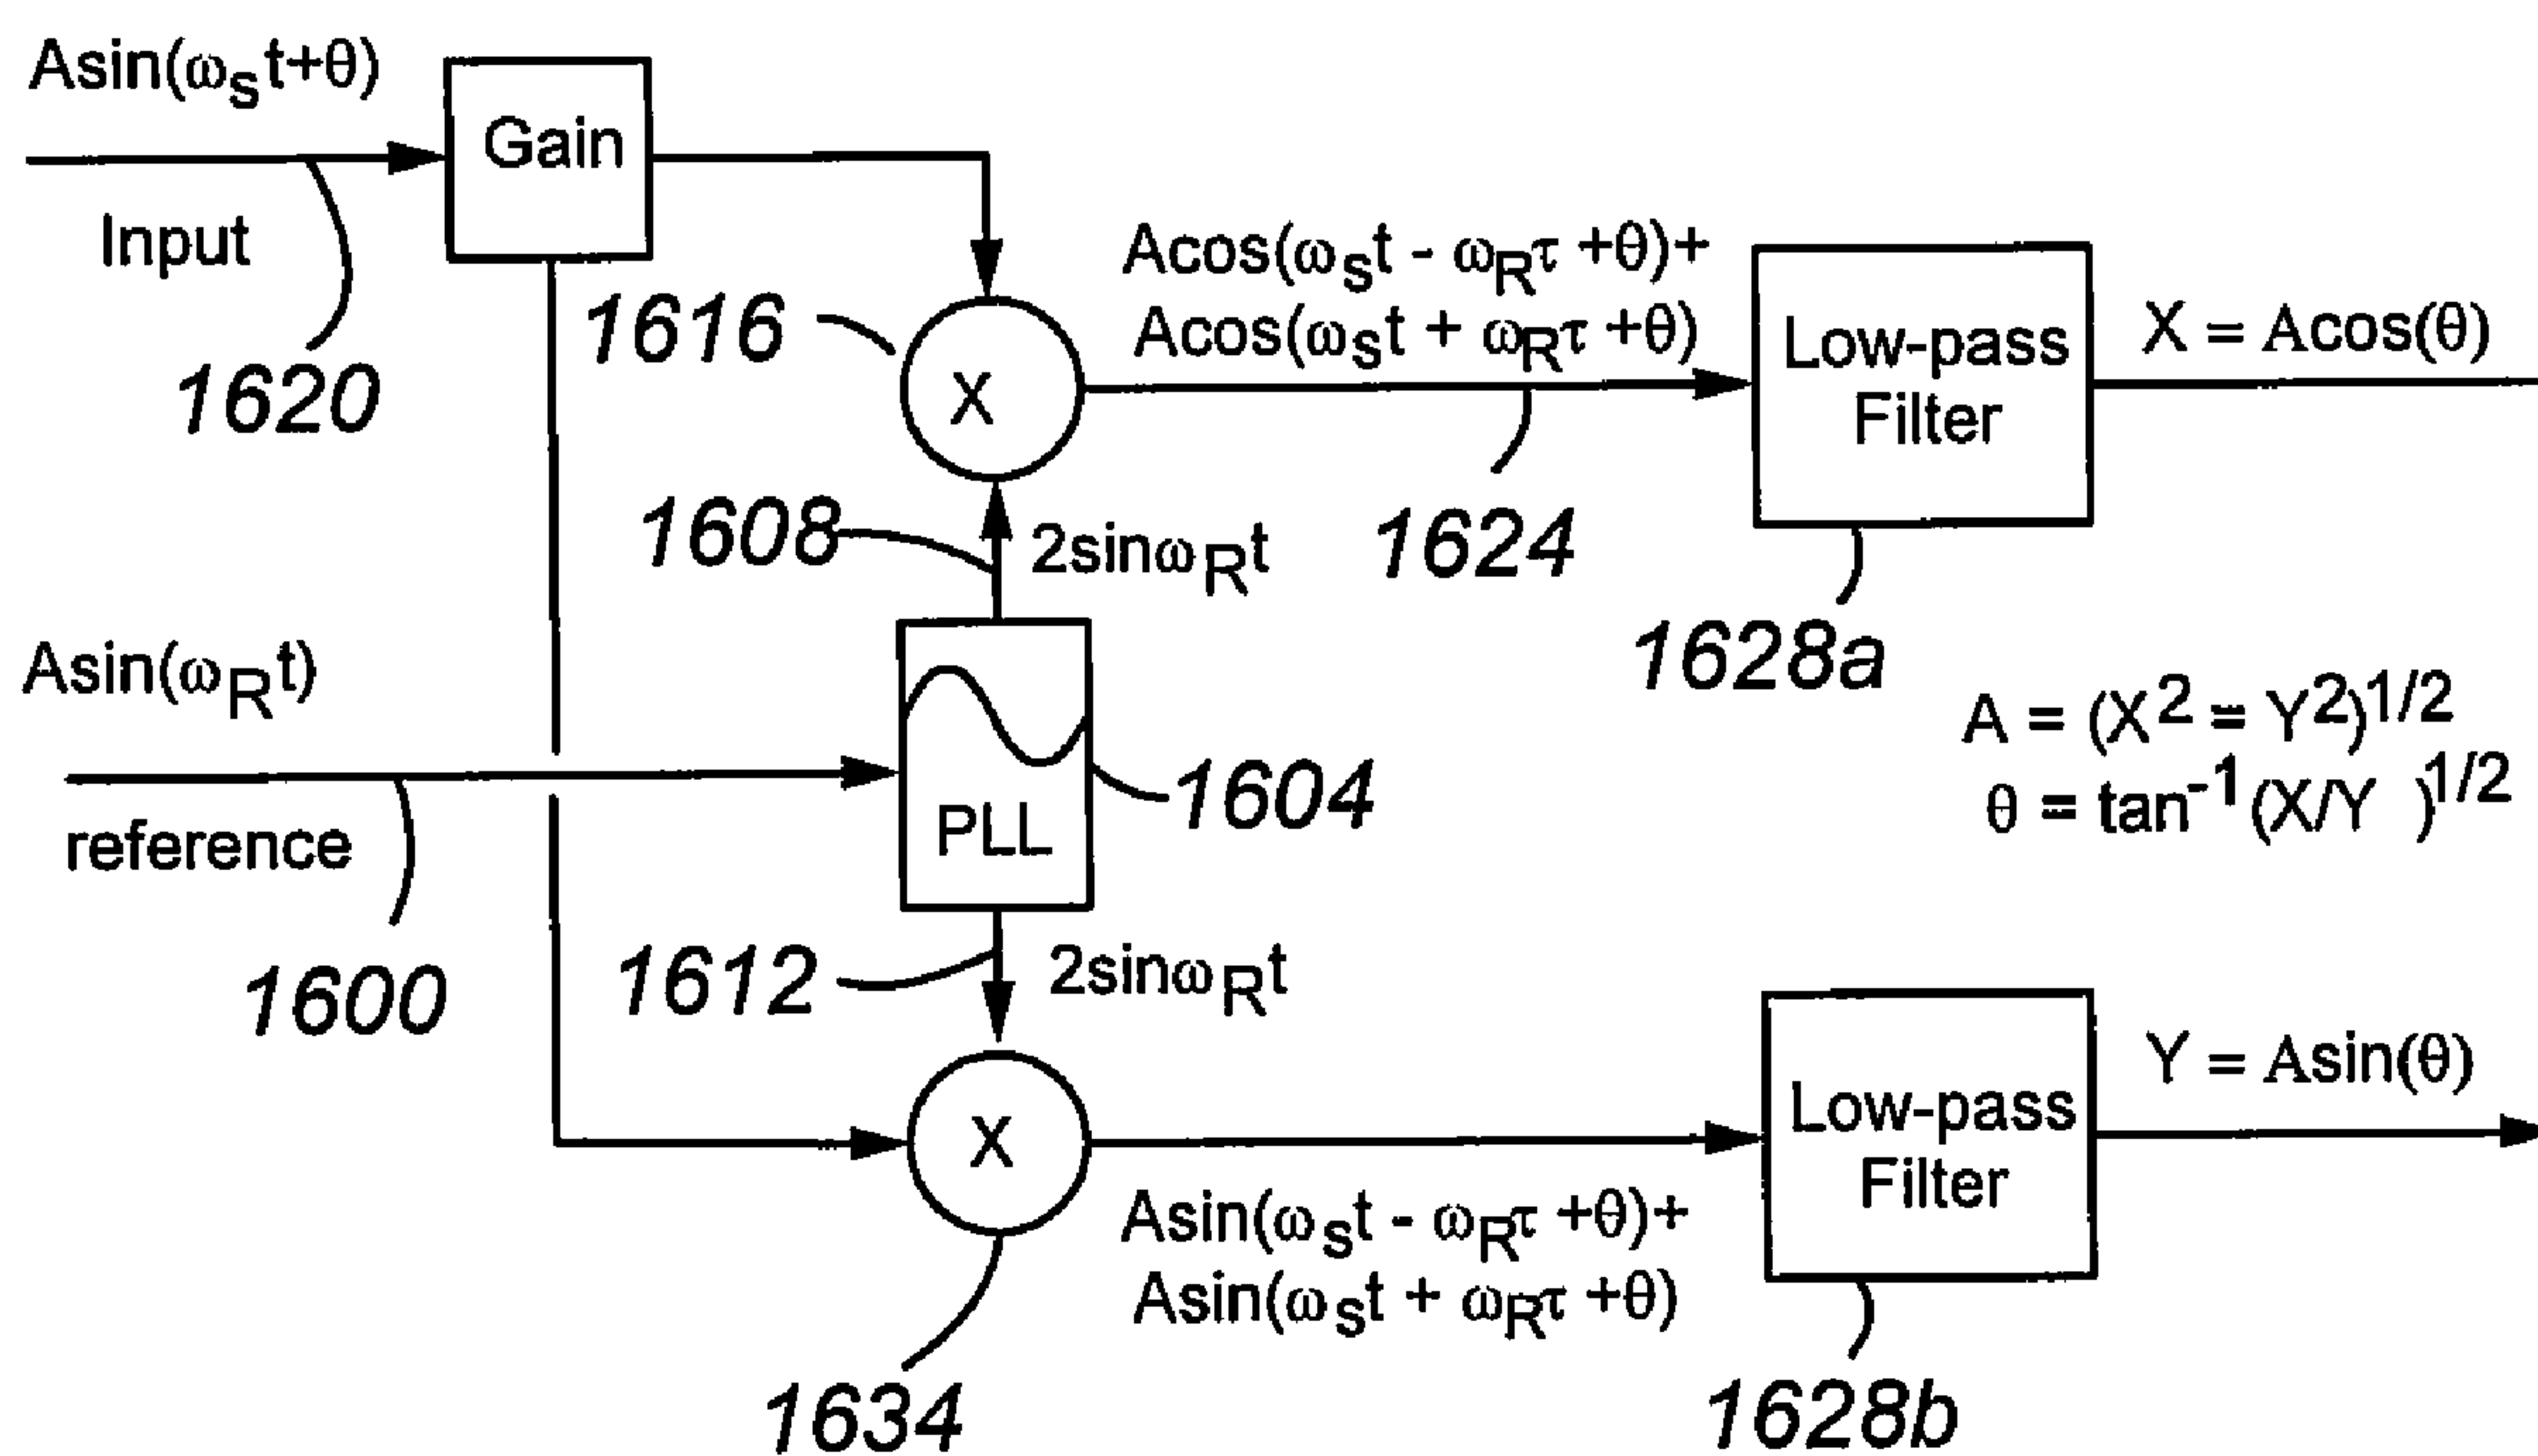 Asin(ωst+θ)
Gain
Input
1620
1616
X
Acos(ωst - ωRτ +θ)+
Acos(ωst + ωRτ +θ)
Low-pass
Filter
X = Acos(θ)
1608
2sinωRt
1624
1628a
Asin(ωRt)
reference
1600
PLL
1604
A = (X2 = Y2)1/2
θ = tan-1(X/Y )1/2
1612
2sinωRt
X
1634
Asin(ωst - ωRτ +θ)+
Asin(ωst + ωRτ +θ)
Low-pass
Filter
Y = Asin(θ)
1628b